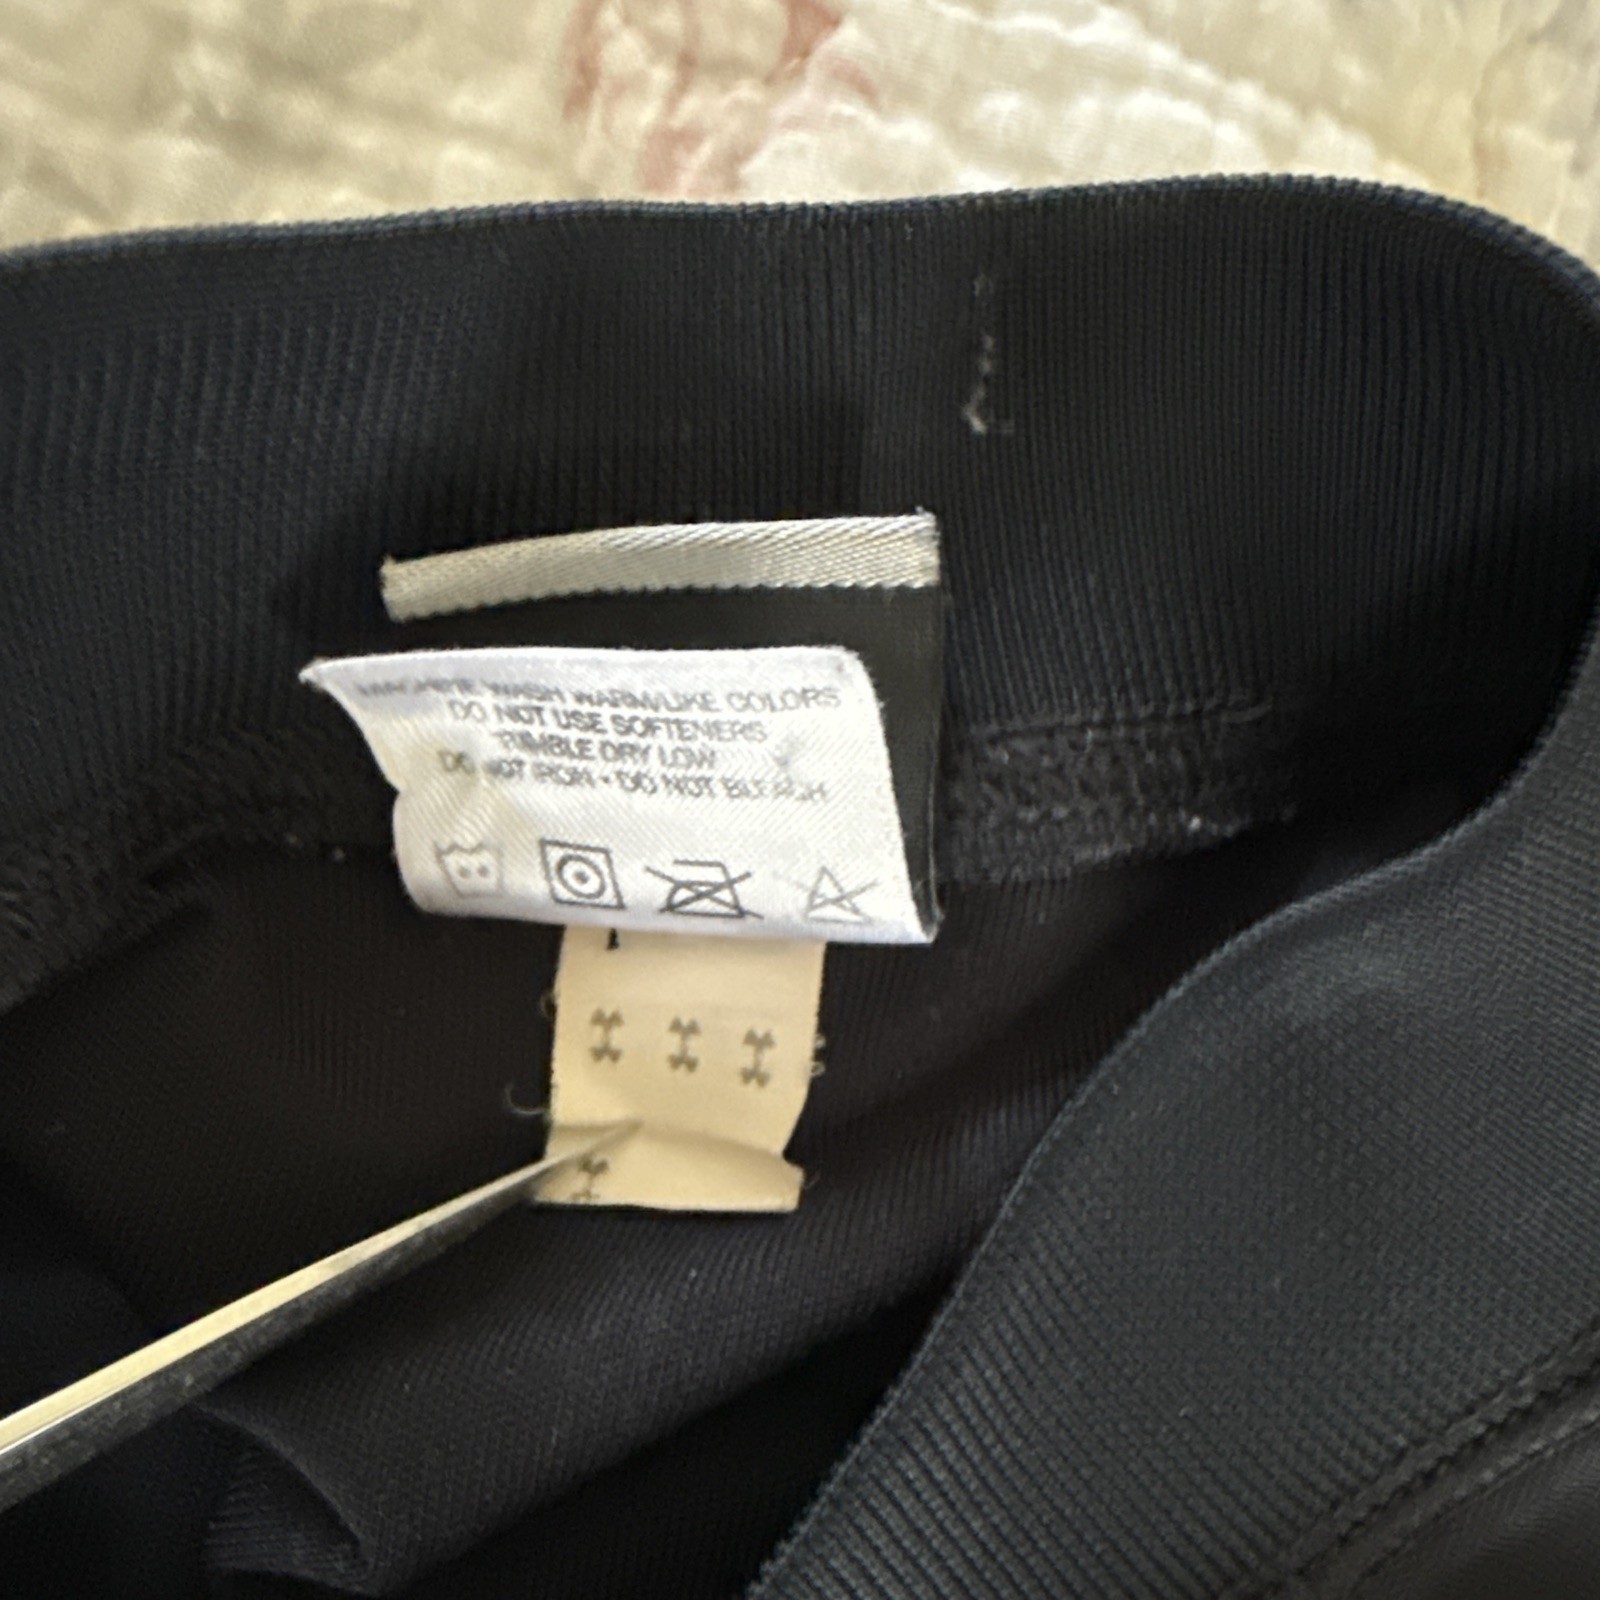 MACHINE WASH WARM/LIKE COLORS
DO NOT USE SOFTENERS
TUMBLE DRY LOW
DO NOT IRON • DO NOT BLEACH